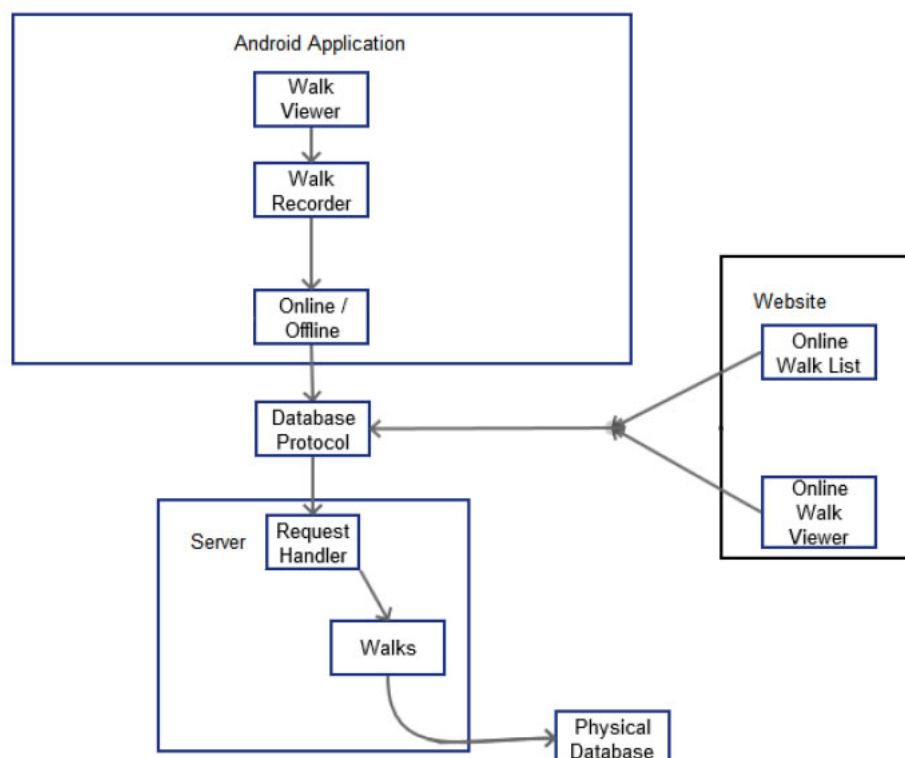 Android Application
Walk
Viewer
Walk
Recorder
Online /
Offline
Website
Online
Walk List
Database
Protocol
Online
Walk
Viewer
Server
Request
Handler
Walks
Physical
Database